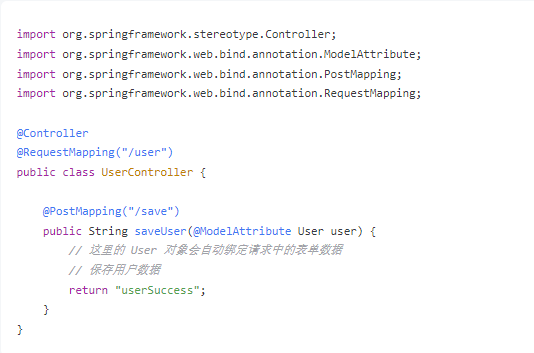 import org.springframework.stereotype.Controller;
import org.springframework.web.bind.annotation.ModelAttribute;
import org.springframework.web.bind.annotation.PostMapping;
import org.springframework.web.bind.annotation.RequestMapping;
@Controller
@RequestMapping("/user")
public class UserController {
@PostMapping("/save")
public String saveUser(@ModelAttribute User user) {
// 这里的 User 对象会自动绑定请求中的表单数据
// 保存用户数据
return "userSuccess";
}
}